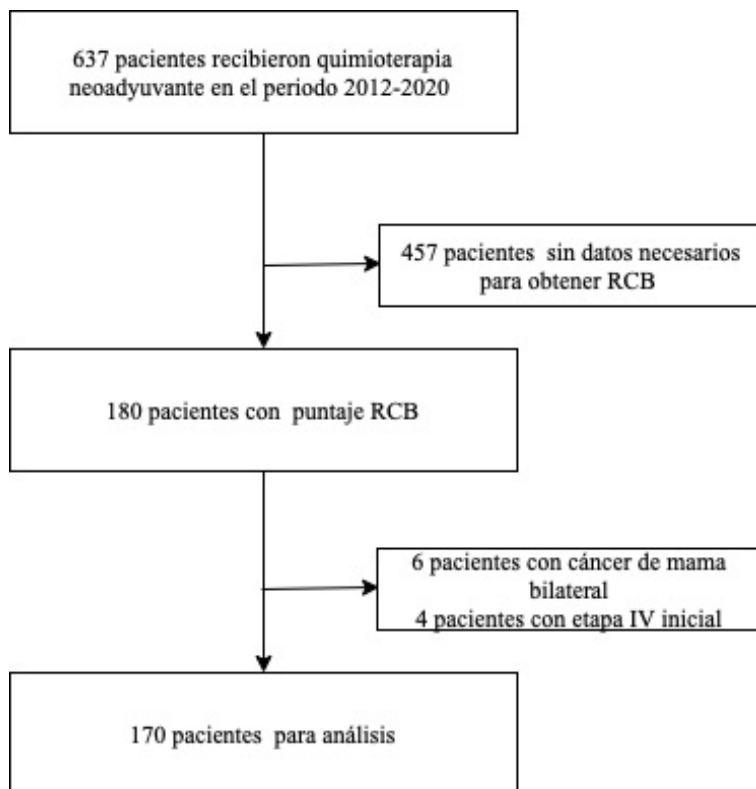 637 pacientes recibieron quimioterapia
neoadyuvante en el periodo 2012-2020
457 pacientes sin datos necesarios
para obtener RCB
180 pacientes con puntaje RCB
6 pacientes con cáncer de mama
bilateral
4 pacientes con etapa IV inicial
170 pacientes para análisis